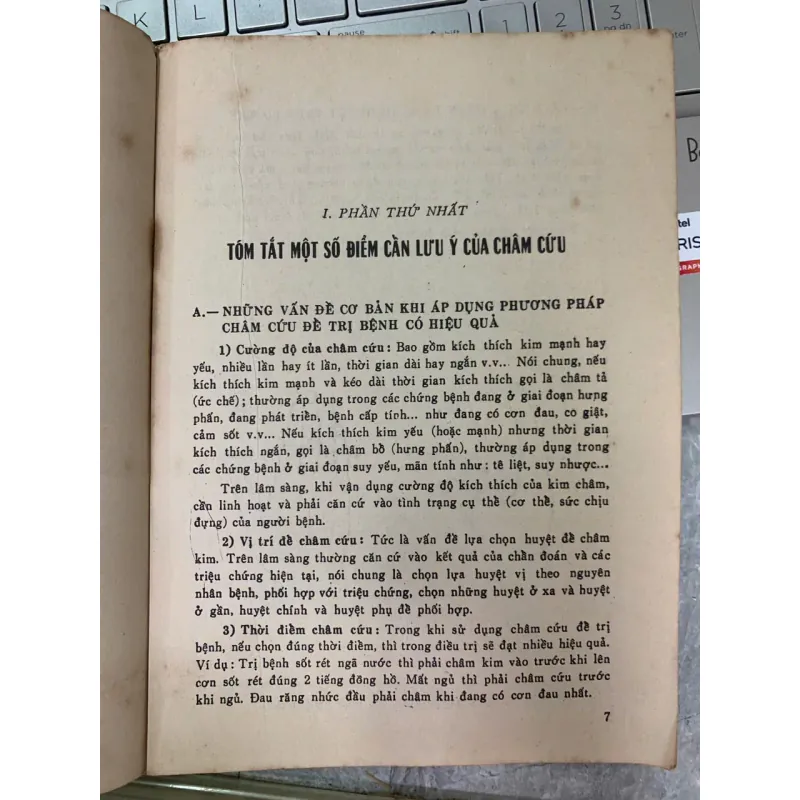 K
L
pause
shift
1
end
2
3
pg dn
enter
I. PHẦN THỨ NHẤT
TÓM TẮT MỘT SỐ ĐIỂM CẦN LƯU Ý CỦA CHÂM CỨU
A.— NHỮNG VẤN ĐỀ CƠ BẢN KHI ÁP DỤNG PHƯƠNG PHÁP
CHÂM CỨU ĐỀ TRỊ BỆNH CÓ HIỆU QUẢ
1) Cường độ của châm cứu : Bao gồm kích thích kim mạnh hay
yếu, nhiều lần hay ít lần, thời gian dài hay ngắn v.v... Nói chung, nếu
kích thích kim mạnh và kéo dài thời gian kích thích gọi là châm tả
(ức chế) ; thường áp dụng trong các chứng bệnh đang ở giai đoạn hưng
phấn, đang phát triển, bệnh cấp tính... như đang có cơn đau, co giật,
cảm sốt v.v... Nếu kích thích kim yếu (hoặc mạnh) nhưng thời gian
kích thích ngắn, gọi là châm bổ (hưng phấn), thường áp dụng trong
các chứng bệnh ở giai đoạn suy yếu, mãn tính như : tê liệt, suy nhược...
Trên lâm sàng, khi vận dụng cường độ kích thích của kim châm,
cần linh hoạt và phải căn cứ vào tình trạng cụ thể (cơ thể, sức chịu
đựng) của người bệnh.
2) Vị trí để châm cứu : Tức là vấn đề lựa chọn huyệt để châm
kim. Trên lâm sàng thường căn cứ vào kết quả của chẩn đoán và các
triệu chứng hiện tại, nói chung là chọn lựa huyệt vị theo nguyên
nhân bệnh, phối hợp với triệu chứng, chọn những huyệt ở xa và huyệt
ở gần, huyệt chính và huyệt phụ để phối hợp.
3) Thời điểm châm cứu : Trong khi sử dụng châm cứu để trị
bệnh, nếu chọn đúng thời điểm, thì trong điều trị sẽ đạt nhiều hiệu quả.
Ví dụ : Trị bệnh sốt rét ngã nước thì phải châm kim vào trước khi lên
cơn sốt rét đúng 2 tiếng đồng hồ. Mất ngủ thì phải châm cứu trước
khi ngủ. Đau răng nhức đầu phải châm khi đang có cơn đau nhất.
7